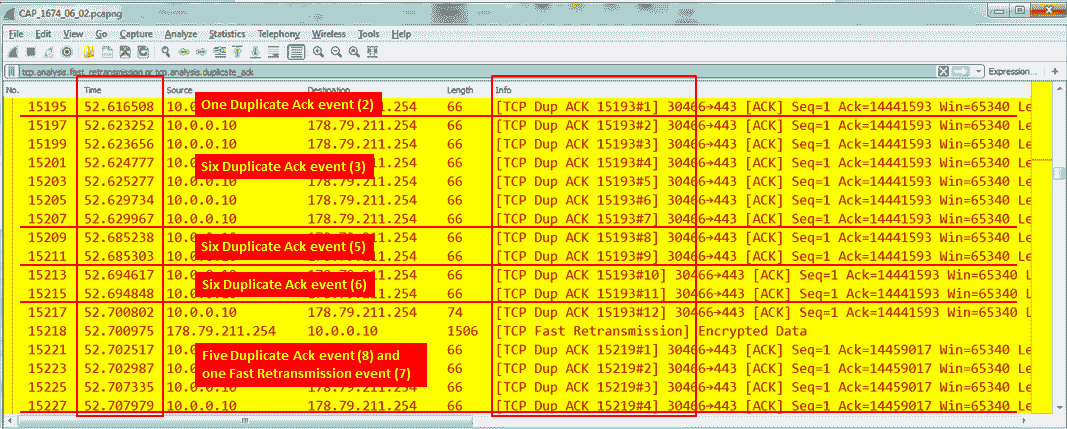 CAP_1674_06_02.pcapng
File Edit View Go Capture Analyze Statistics Telephony Wireless Tools Help
tcp.analysis.fast_retransmission or tcp.analysis.duplicate_ack Expression... +
No. Time Source Destination Length Info
15195 52.616508 10.0 One Duplicate Ack event (2) .254 66 [TCP Dup ACK 15193#1] 30466→443 [ACK] Seq=1 Ack=14441593 Win=65340 Le
15197 52.623252 10.0.0.10 178.79.211.254 66 [TCP Dup ACK 15193#2] 30466→443 [ACK] Seq=1 Ack=14441593 Win=65340 Le
15199 52.623656 10.0.0.10 178.79.211.254 66 [TCP Dup ACK 15193#3] 30466→443 [ACK] Seq=1 Ack=14441593 Win=65340 Le
15201 52.624777 10.0 Six Duplicate Ack event (3) .254 66 [TCP Dup ACK 15193#4] 30466→443 [ACK] Seq=1 Ack=14441593 Win=65340 Le
15203 52.625277 10.0.0.10 178.79.211.254 66 [TCP Dup ACK 15193#5] 30466→443 [ACK] Seq=1 Ack=14441593 Win=65340 Le
15205 52.629734 10.0.0.10 178.79.211.254 66 [TCP Dup ACK 15193#6] 30466→443 [ACK] Seq=1 Ack=14441593 Win=65340 Le
15207 52.629967 10.0.0.10 178.79.211.254 66 [TCP Dup ACK 15193#7] 30466→443 [ACK] Seq=1 Ack=14441593 Win=65340 Le
15209 52.685238 10.0 Six Duplicate Ack event (5) .254 66 [TCP Dup ACK 15193#8] 30466→443 [ACK] Seq=1 Ack=14441593 Win=65340 Le
15211 52.685303 10.0 .254 66 [TCP Dup ACK 15193#9] 30466→443 [ACK] Seq=1 Ack=14441593 Win=65340 Le
15213 52.694617 10.0 Six Duplicate Ack event (6) .254 66 [TCP Dup ACK 15193#10] 30466→443 [ACK] Seq=1 Ack=14441593 Win=65340 L
15215 52.694848 10.0 .254 66 [TCP Dup ACK 15193#11] 30466→443 [ACK] Seq=1 Ack=14441593 Win=65340 L
15217 52.700802 10.0.0.10 178.79.211.254 74 [TCP Dup ACK 15193#12] 30466→443 [ACK] Seq=1 Ack=14441593 Win=65340 L
15218 52.700975 178.79.211.254 10.0.0.10 1506 [TCP Fast Retransmission] Encrypted Data
15221 52.702517 10.0 Five Duplicate Ack event (8) and .254 66 [TCP Dup ACK 15219#1] 30466→443 [ACK] Seq=1 Ack=14459017 Win=65340 Le
15223 52.702987 10.0 one Fast Retransmission event (7) .254 66 [TCP Dup ACK 15219#2] 30466→443 [ACK] Seq=1 Ack=14459017 Win=65340 Le
15225 52.707335 10.0.0.10 178.79.211.254 66 [TCP Dup ACK 15219#3] 30466→443 [ACK] Seq=1 Ack=14459017 Win=65340 Le
15227 52.707979 10.0.0.10 178.79.211.254 66 [TCP Dup ACK 15219#4] 30466→443 [ACK] Seq=1 Ack=14459017 Win=65340 Le